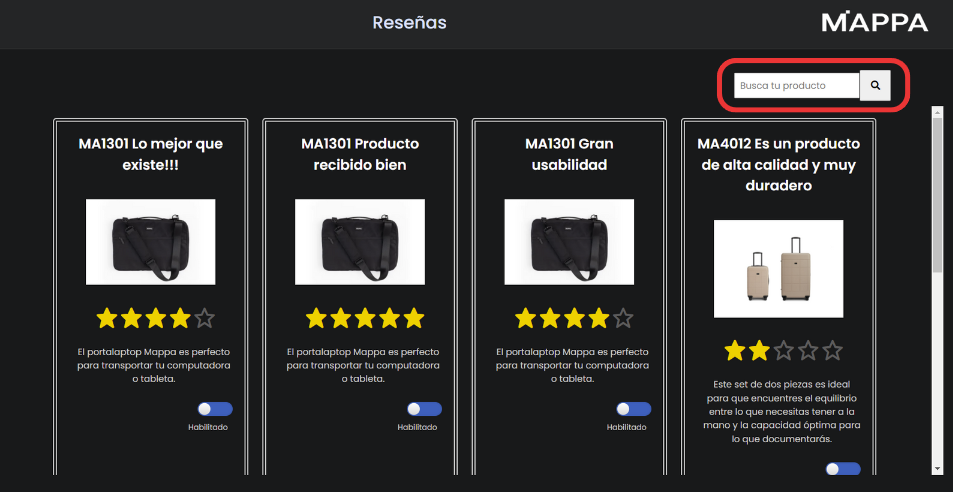 Reseñas
MAPPA
Busca tu producto
MA1301 Lo mejor que
existe!!!
El portalaptop Mappa es perfecto
para transportar tu computadora
o tableta.
Habilitado
MA1301 Producto
recibido bien
El portalaptop Mappa es perfecto
para transportar tu computadora
o tableta.
Habilitado
MA1301 Gran
usabilidad
El portalaptop Mappa es perfecto
para transportar tu computadora
o tableta.
Habilitado
MA4012 Es un producto
de alta calidad y muy
duradero
Este set de dos piezas es ideal
para que encuentres el equilibrio
entre lo que necesitas tener a la
mano y la capacidad óptima para
lo que documentarás.